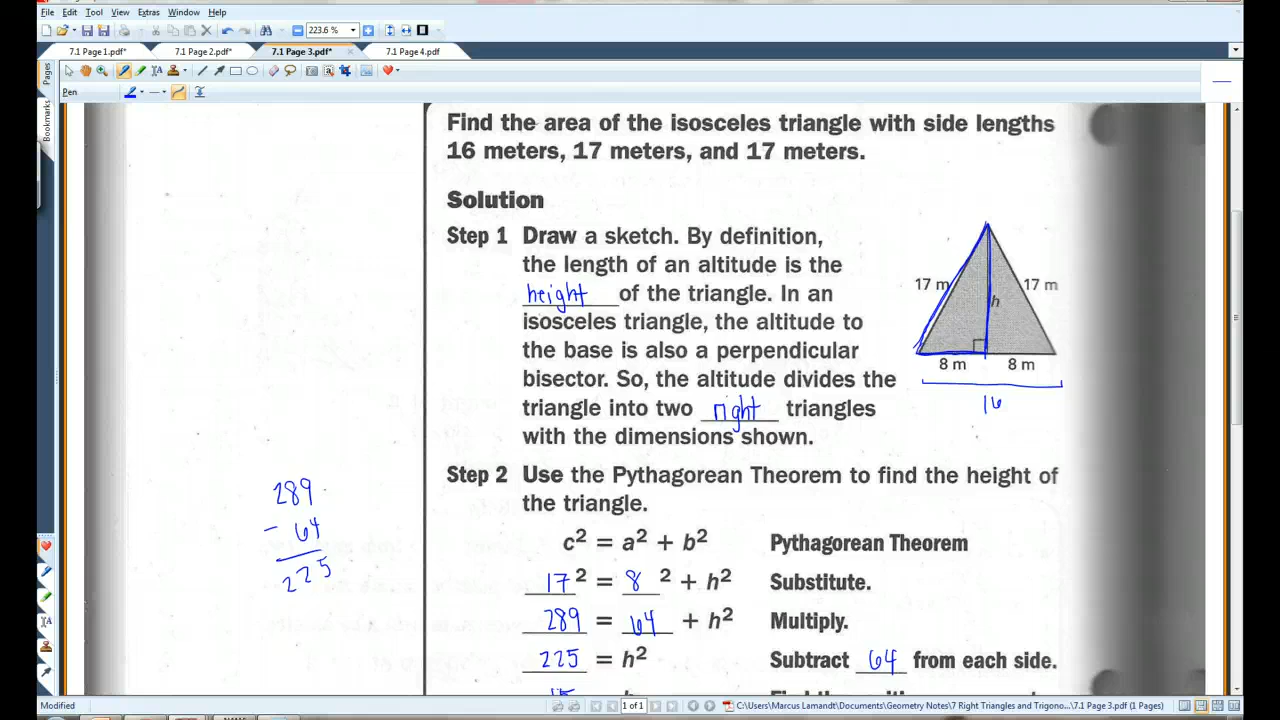 File Edit View Tools Extras Window Help
223.6 %
7.1 Page 1.pdf* 7.1 Page 2.pdf* 7.1 Page 3.pdf* 7.1 Page 4.pdf
Pen
Pages
Bookmarks
Find the area of the isosceles triangle with side lengths
16 meters, 17 meters, and 17 meters.
Solution
Step 1 Draw a sketch. By definition,
the length of an altitude is the
height of the triangle. In an
isosceles triangle, the altitude to
the base is also a perpendicular
bisector. So, the altitude divides the
triangle into two right triangles
with the dimensions shown.
17 m 17 m
h
8 m 8 m
16
Step 2 Use the Pythagorean Theorem to find the height of
the triangle.
c² = a² + b² Pythagorean Theorem
17² = 8² + h² Substitute.
289 = 64 + h² Multiply.
225 = h² Subtract 64 from each side.
289
- 64
225
Modified
1 of 1
C:\Users\Marcus Lamandt\Documents\Geometry Notes\7 Right Triangles and Trigono...\7.1 Page 3.pdf (1 Pages)